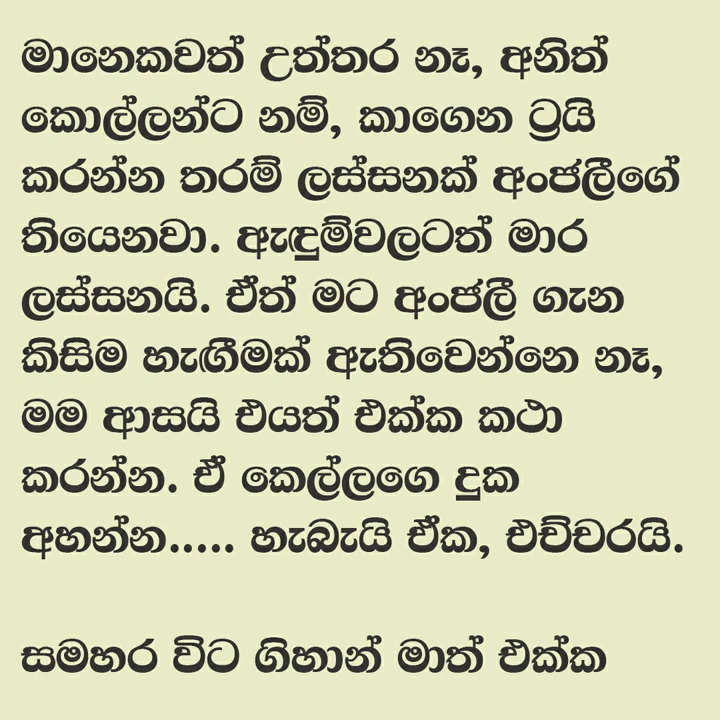 මානෙකවත් උත්තර නෑ, අනිත්
කොල්ලන්ට නම්, කාගෙන ට්‍රයි
කරන්න තරම් ලස්සනක් අංජලීගේ
තියෙනවා. ඇඳුම්වලටත් මාර
ලස්සනයි. ඒත් මට අංජලී ගැන
කිසිම හැඟීමක් ඇතිවෙන්නෙ නෑ,
මම ආසයි එයත් එක්ක කථා
කරන්න. ඒ කෙල්ලගෙ දුක
අහන්න..... හැබැයි ඒක, එච්චරයි.

සමහර විට ගිහාන් මාත් එක්ක